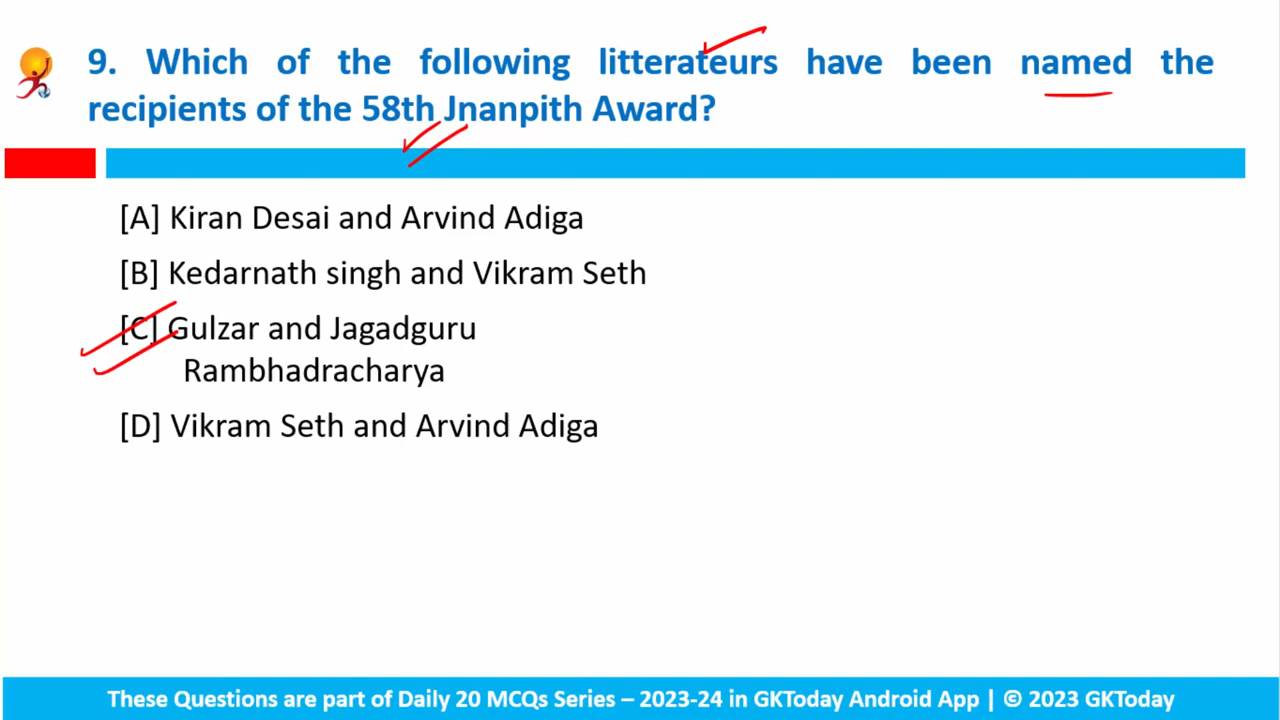 9. Which of the following litterateurs have been named the
recipients of the 58th Jnanpith Award?
[A] Kiran Desai and Arvind Adiga
[B] Kedarnath singh and Vikram Seth
[C] Gulzar and Jagadguru
Rambhadracharya
[D] Vikram Seth and Arvind Adiga
These Questions are part of Daily 20 MCQs Series – 2023-24 in GKToday Android App | © 2023 GKToday